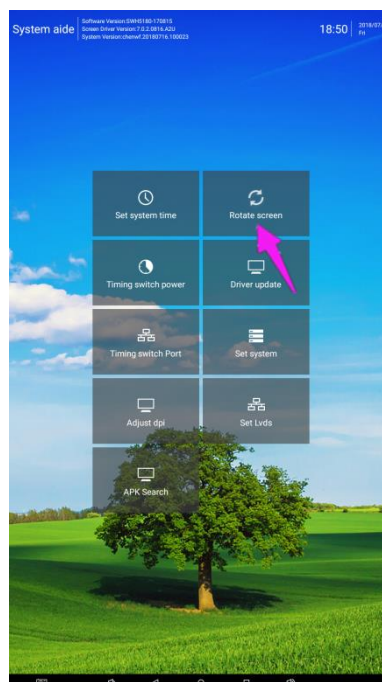 System aide
Software Version:SWH5180-170815
Screen Driver Version:7.0.2.0816.A2U
System Version:chenwf.20180716.100023
18:50
2018/07/
Fri
Set system time
Rotate screen
Timing switch power
Driver update
Timing switch Port
Set system
Adjust dpi
Set Lvds
APK Search